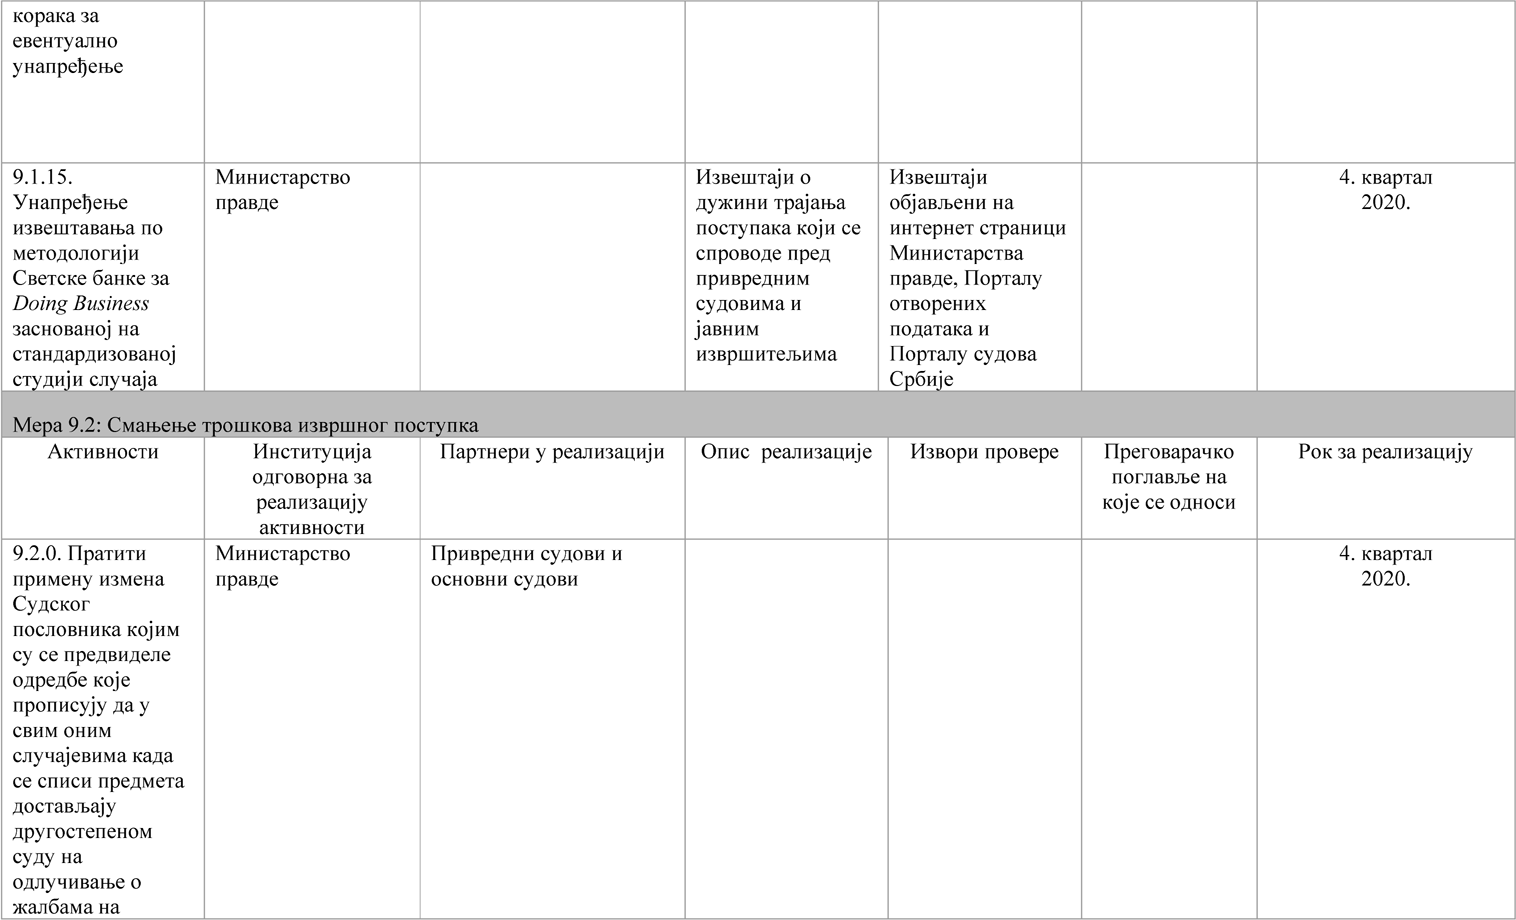 корака за
евентуално
унапређење
9.1.15.
Унапређење
извештавања по
методологији
Светске банке за
Doing Business
заснованој на
стандардизованој
студији случаја
Министарство
правде
Извештаји о
дужини трајања
поступака који се
спроводе пред
привредним
судовима и
јавним
извршитељима
Извештаји
објављени на
интернет страници
Министарства
правде, Порталу
отворених
података и
Порталу судова
Србије
4. квартал
2020.
Мера 9.2: Смањење трошкова извршног поступка
Активности
Институција
одговорна за
реализацију
активности
Партнери у реализацији
Опис реализације
Извори провере
Преговарачко
поглавље на
које се односи
Рок за реализацију
9.2.0. Пратити
примену измена
Судског
пословника којим
су се предвиделе
одредбе које
прописују да у
свим оним
случајевима када
се списи предмета
достављају
другостепеном
суду на
одлучивање о
жалбама на
Министарство
правде
Привредни судови и
основни судови
4. квартал
2020.